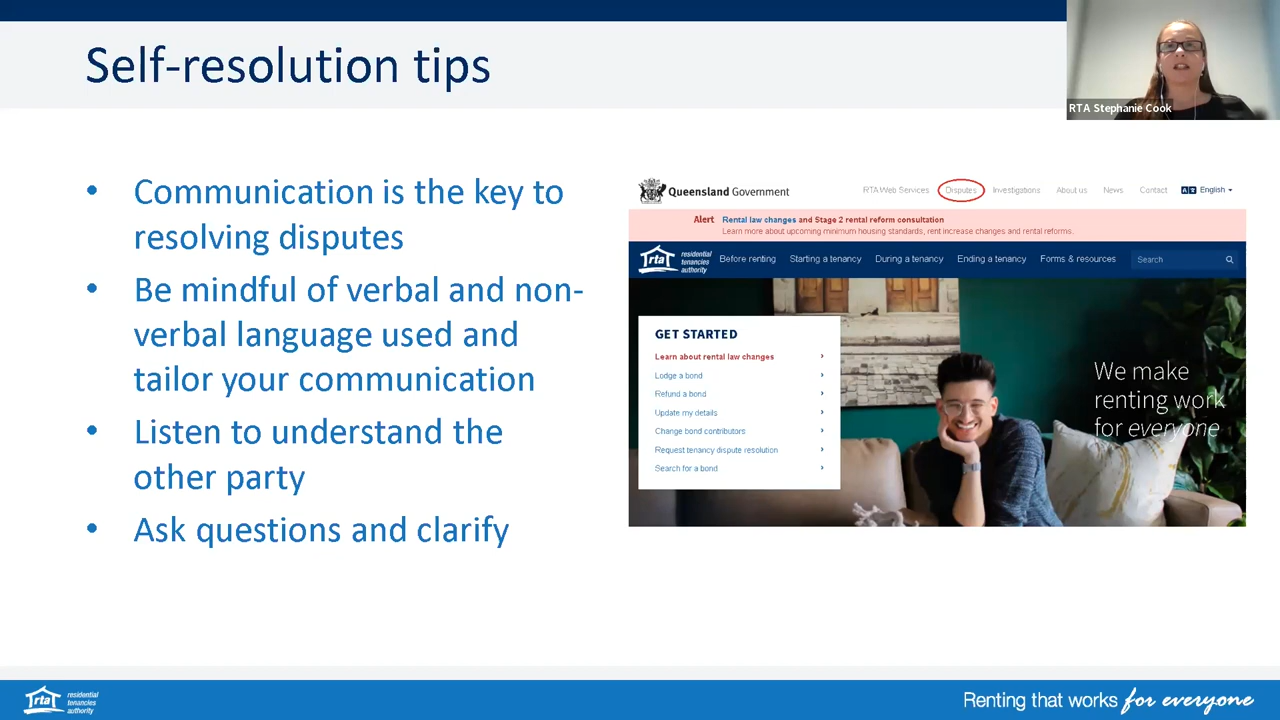 Self-resolution tips
RTA Stephanie Cook
• Communication is the key to
resolving disputes
• Be mindful of verbal and non-
verbal language used and
tailor your communication
• Listen to understand the
other party
• Ask questions and clarify
Queensland Government
RTA Web Services Disputes Investigations About us News Contact English
Alert Rental law changes and Stage 2 rental reform consultation
Learn more about upcoming minimum housing standards, rent increase changes and rental reforms.
rta residential
tenancies
authority
Before renting Starting a tenancy During a tenancy Ending a tenancy Forms & resources Search
GET STARTED
Learn about rental law changes
Lodge a bond
Refund a bond
Update my details
Change bond contributors
Request tenancy dispute resolution
Search for a bond
We make
renting work
for everyone
rta residential
tenancies
authority
Renting that works for everyone